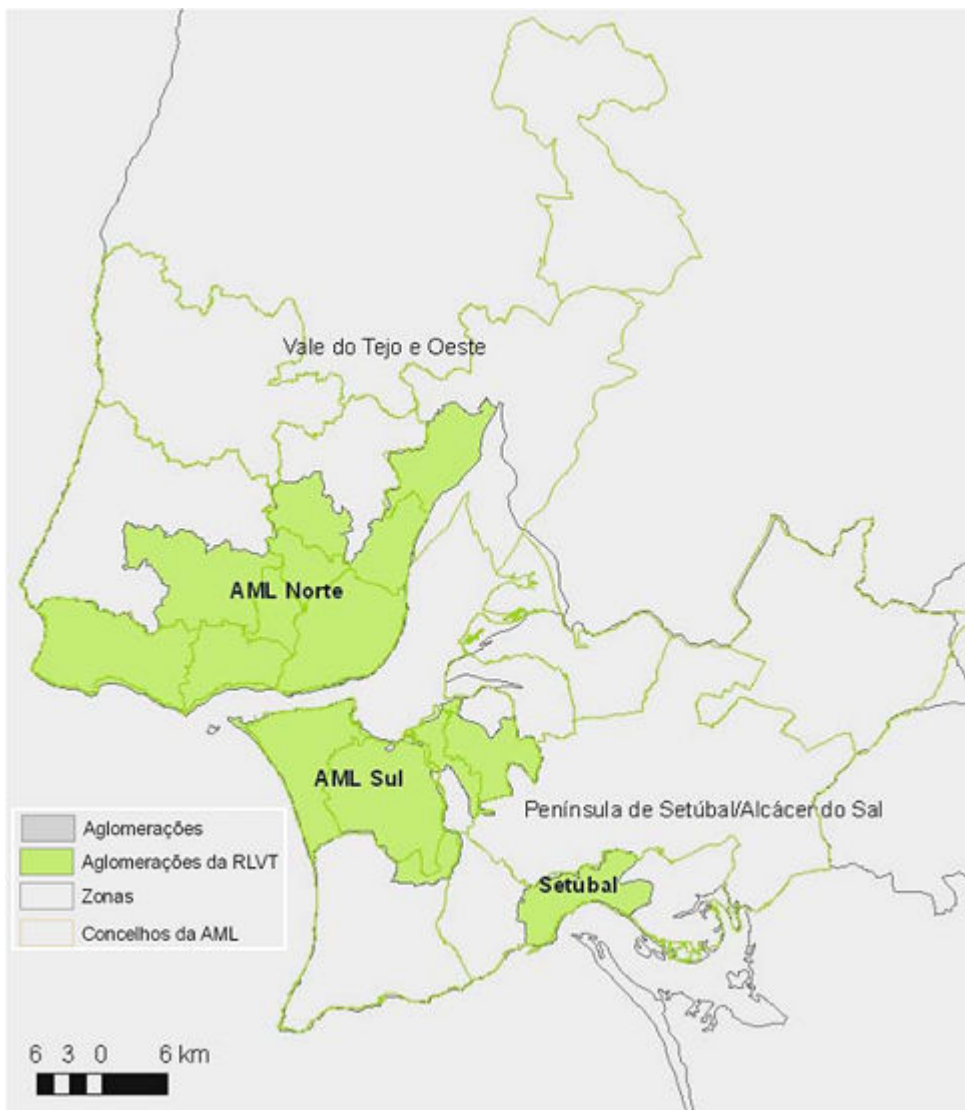 Vale do Tejo e Oeste
AML Norte
AML Sul
Península de Setúbal/Alcácer do Sal
Setúbal
Aglomerações
Aglomerações da RLVT
Zonas
Concelhos da AML
6 3 0 6 km